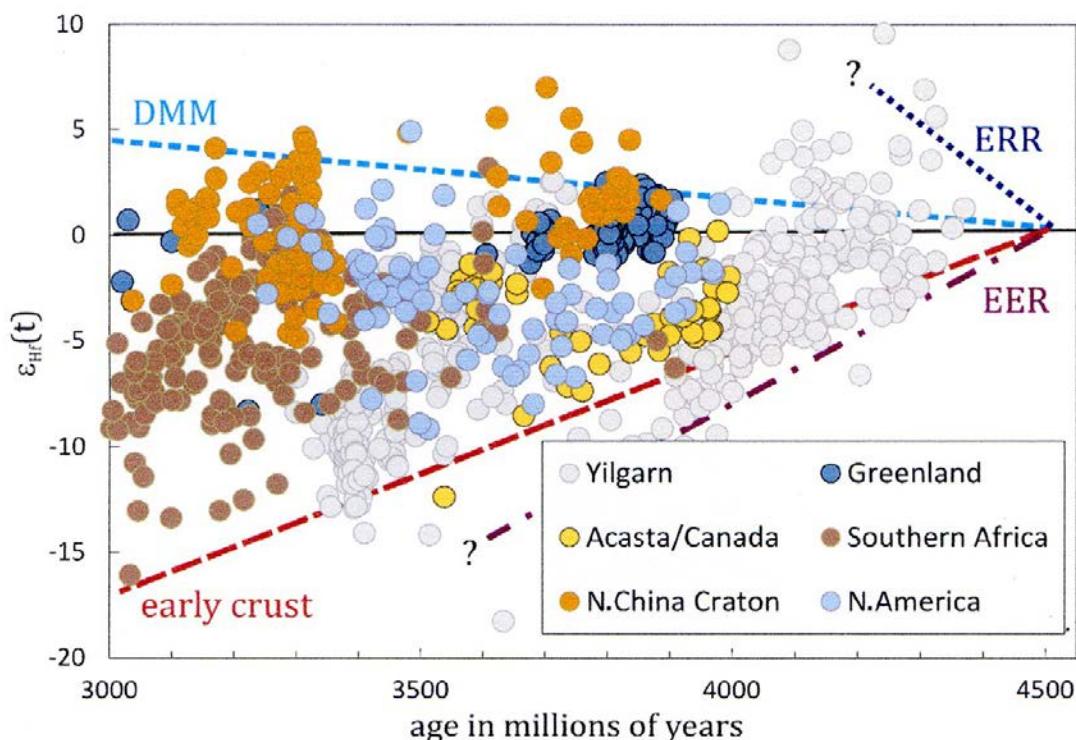 10
5
0
-5
-10
-15
-20
εHf(t)
DMM
?
ERR
EER
?
early crust
Yilgarn
Greenland
Acasta/Canada
Southern Africa
N.China Craton
N.America
3000
3500
4000
4500
age in millions of years